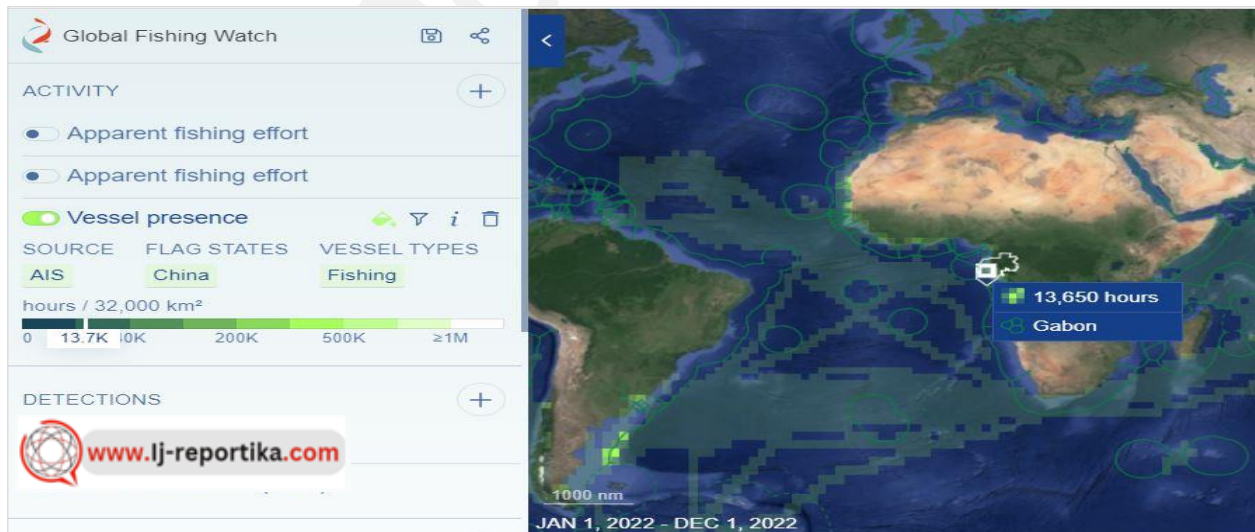 Global Fishing Watch
ACTIVITY
Apparent fishing effort
Apparent fishing effort
Vessel presence
SOURCE FLAG STATES VESSEL TYPES
AIS China Fishing
hours / 32,000 km²
0 13.7K 200K 500K ≥1M
DETECTIONS
www.lj-reportika.com
13,650 hours
Gabon
1000 nm
JAN 1, 2022 - DEC 1, 2022